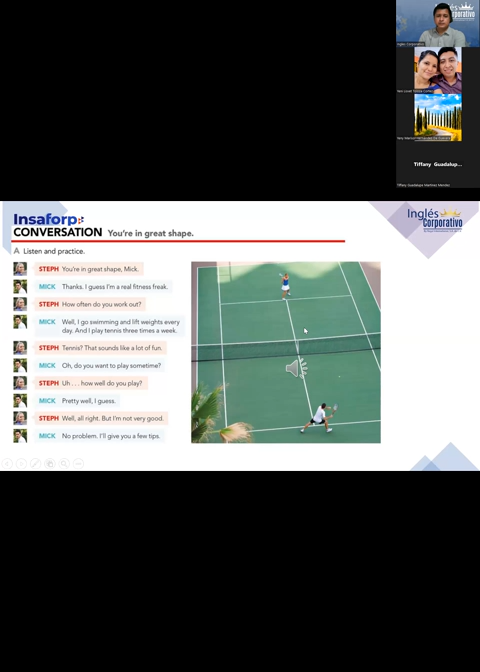 Inglés Corporativo
Tiffany Guadalup...
Tiffany Guadalupe Martinez Mendez
Insaforp
CONVERSATION You're in great shape.
Inglés
Corporativo
A Listen and practice.
STEPH You're in great shape, Mick.
MICK Thanks. I guess I'm a real fitness freak.
STEPH How often do you work out?
MICK Well, I go swimming and lift weights every
day. And I play tennis three times a week.
STEPH Tennis? That sounds like a lot of fun.
MICK Oh, do you want to play sometime?
STEPH Uh . . . how well do you play?
MICK Pretty well, I guess.
STEPH Well, all right. But I'm not very good.
MICK No problem. I'll give you a few tips.